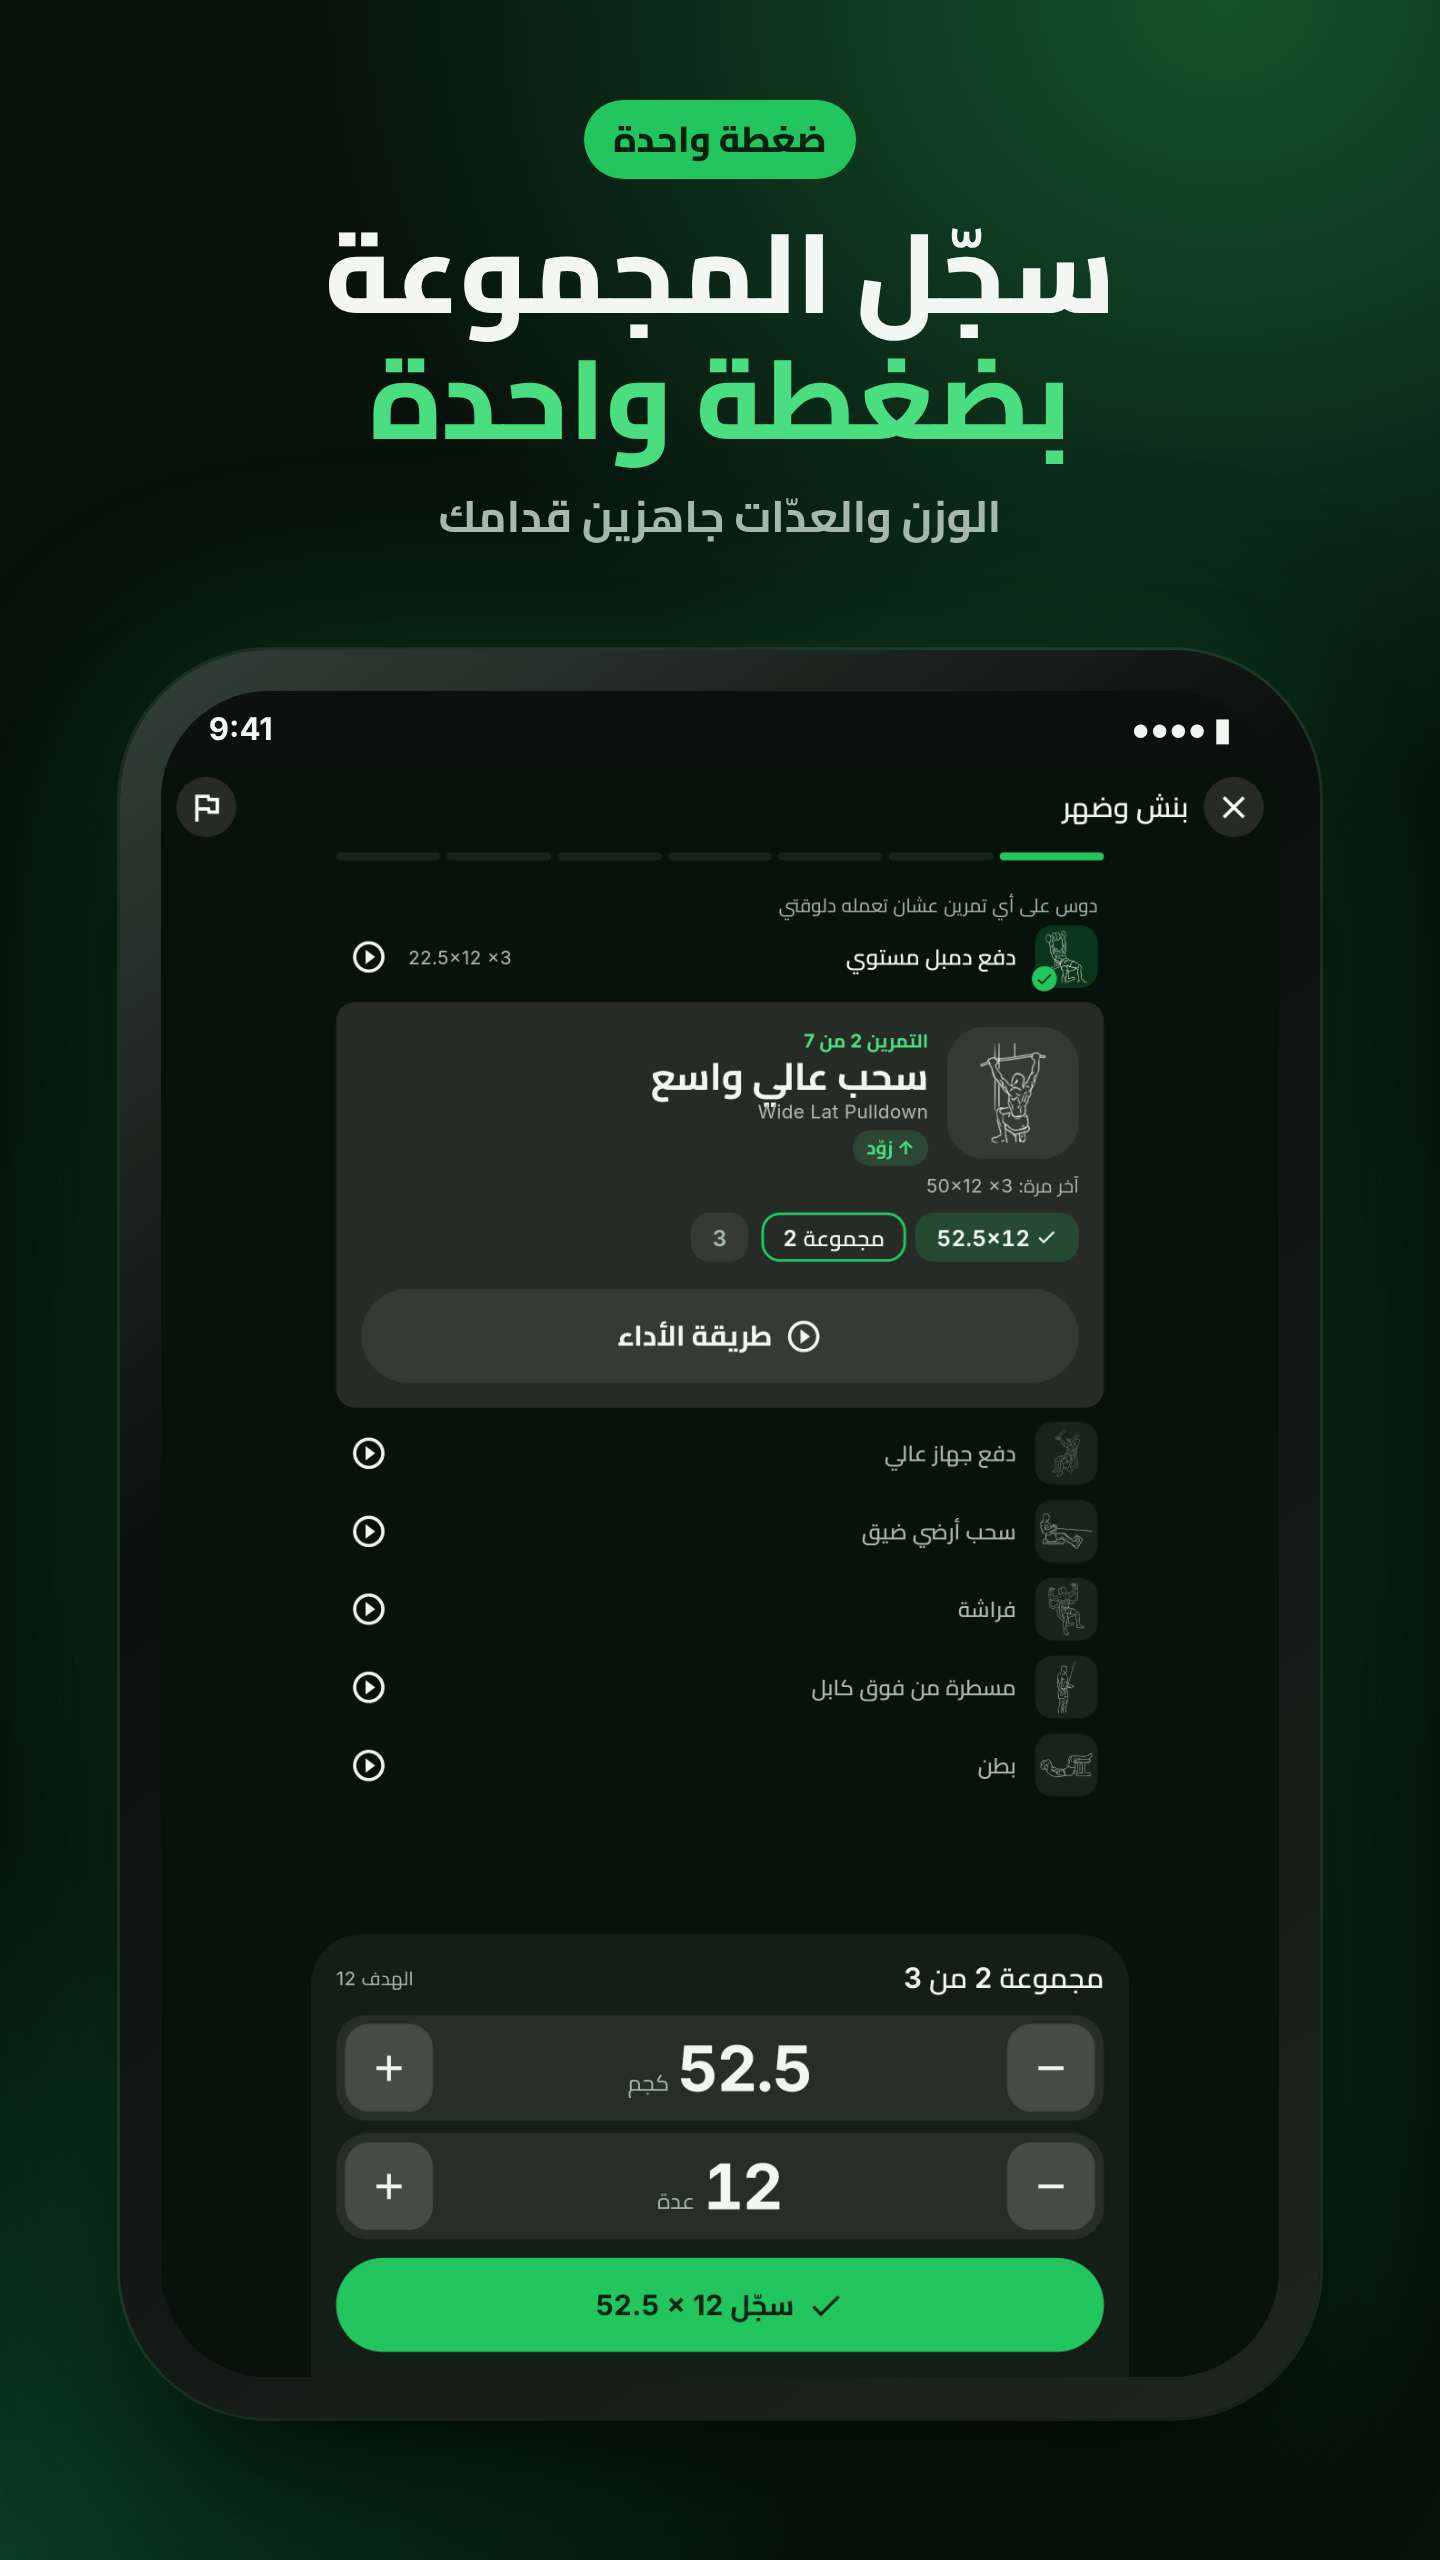 ضغطة واحدة
سجّل المجموعة
بضغطة واحدة
الوزن والعدّات جاهزين قدامك
9:41
بنش وضهر
دوس على أي تمرين عشان تعمله دلوقتي
دفع دمبل مستوي 3× 12×22.5
التمرين 2 من 7
سحب عالي واسع
Wide Lat Pulldown
↑ زوّد
آخر مرة: 3× 12×50
✓ 52.5×12 مجموعة 2 3
طريقة الأداء
دفع جهاز عالي
سحب أرضي ضيق
فراشة
مسطرة من فوق كابل
بطن
مجموعة 2 من 3 الهدف 12
− 52.5 كجم +
− 12 عدة +
✓ سجّل 12 × 52.5